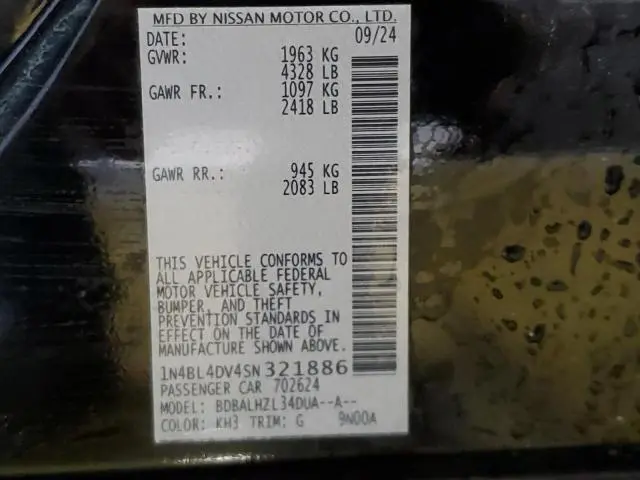 MFD BY NISSAN MOTOR CO., LTD.
DATE: 09/24
GVWR: 1963 KG
4328 LB
GAWR FR.: 1097 KG
2418 LB
GAWR RR.: 945 KG
2083 LB
THIS VEHICLE CONFORMS TO
ALL APPLICABLE FEDERAL
MOTOR VEHICLE SAFETY,
BUMPER, AND THEFT
PREVENTION STANDARDS IN
EFFECT ON THE DATE OF
MANUFACTURE SHOWN ABOVE.
1N4BL4DV4SN321886
PASSENGER CAR 702624
MODEL: BDBALHZL34DUA--A--
COLOR: KH3 TRIM: G 9N00A